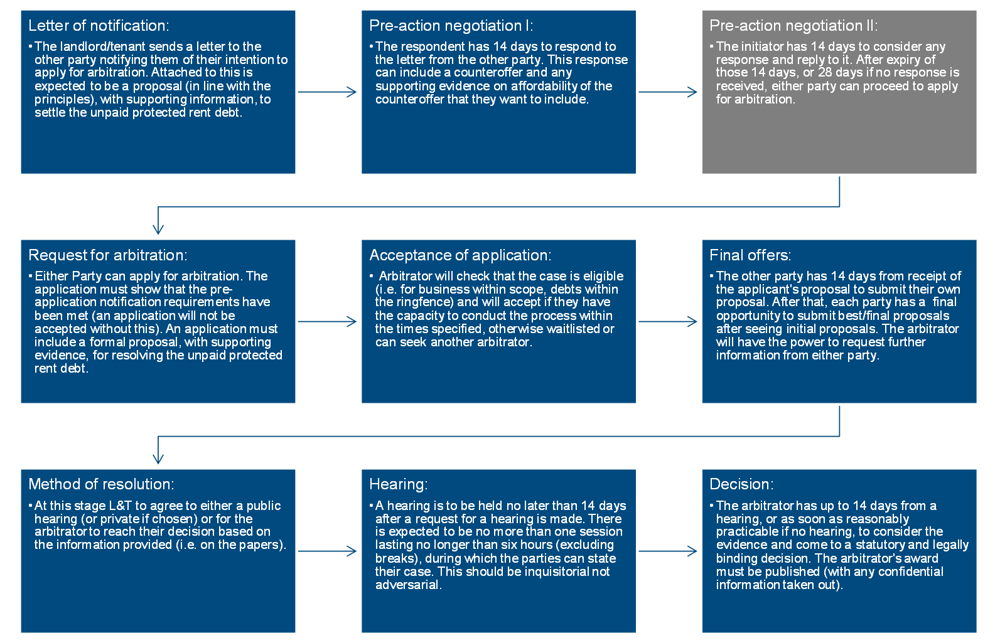 Letter of notification:
• The landlord/tenant sends a letter to the
other party notifying them of their intention to
apply for arbitration. Attached to this is
expected to be a proposal (in line with the
principles), with supporting information, to
settle the unpaid protected rent debt.
Pre-action negotiation I:
• The respondent has 14 days to respond to
the letter from the other party. This response
can include a counteroffer and any
supporting evidence on affordability of the
counteroffer that they want to include.
Pre-action negotiation II:
• The initiator has 14 days to consider any
response and reply to it. After expiry of
those 14 days, or 28 days if no response is
received, either party can proceed to apply
for arbitration.
Request for arbitration:
• Either Party can apply for arbitration. The
application must show that the pre-
application notification requirements have
been met (an application will not be
accepted without this). An application must
include a formal proposal, with supporting
evidence, for resolving the unpaid protected
rent debt.
Acceptance of application:
• Arbitrator will check that the case is eligible
(i.e. for business within scope, debts within
the ringfence) and will accept if they have
the capacity to conduct the process within
the times specified, otherwise waitlisted or
can seek another arbitrator.
Final offers:
• The other party has 14 days from receipt of
the applicant's proposal to submit their own
proposal. After that, each party has a final
opportunity to submit best/final proposals
after seeing initial proposals. The arbitrator
will have the power to request further
information from either party.
Method of resolution:
• At this stage L&T to agree to either a public
hearing (or private if chosen) or for the
arbitrator to reach their decision based on
the information provided (i.e. on the papers).
Hearing:
• A hearing is to be held no later than 14 days
after a request for a hearing is made. There
is expected to be no more than one session
lasting no longer than six hours (excluding
breaks), during which the parties can state
their case. This should be inquisitorial not
adversarial.
Decision:
• The arbitrator has up to 14 days from a
hearing, or as soon as reasonably
practicable if no hearing, to consider the
evidence and come to a statutory and legally
binding decision. The arbitrator's award
must be published (with any confidential
information taken out).